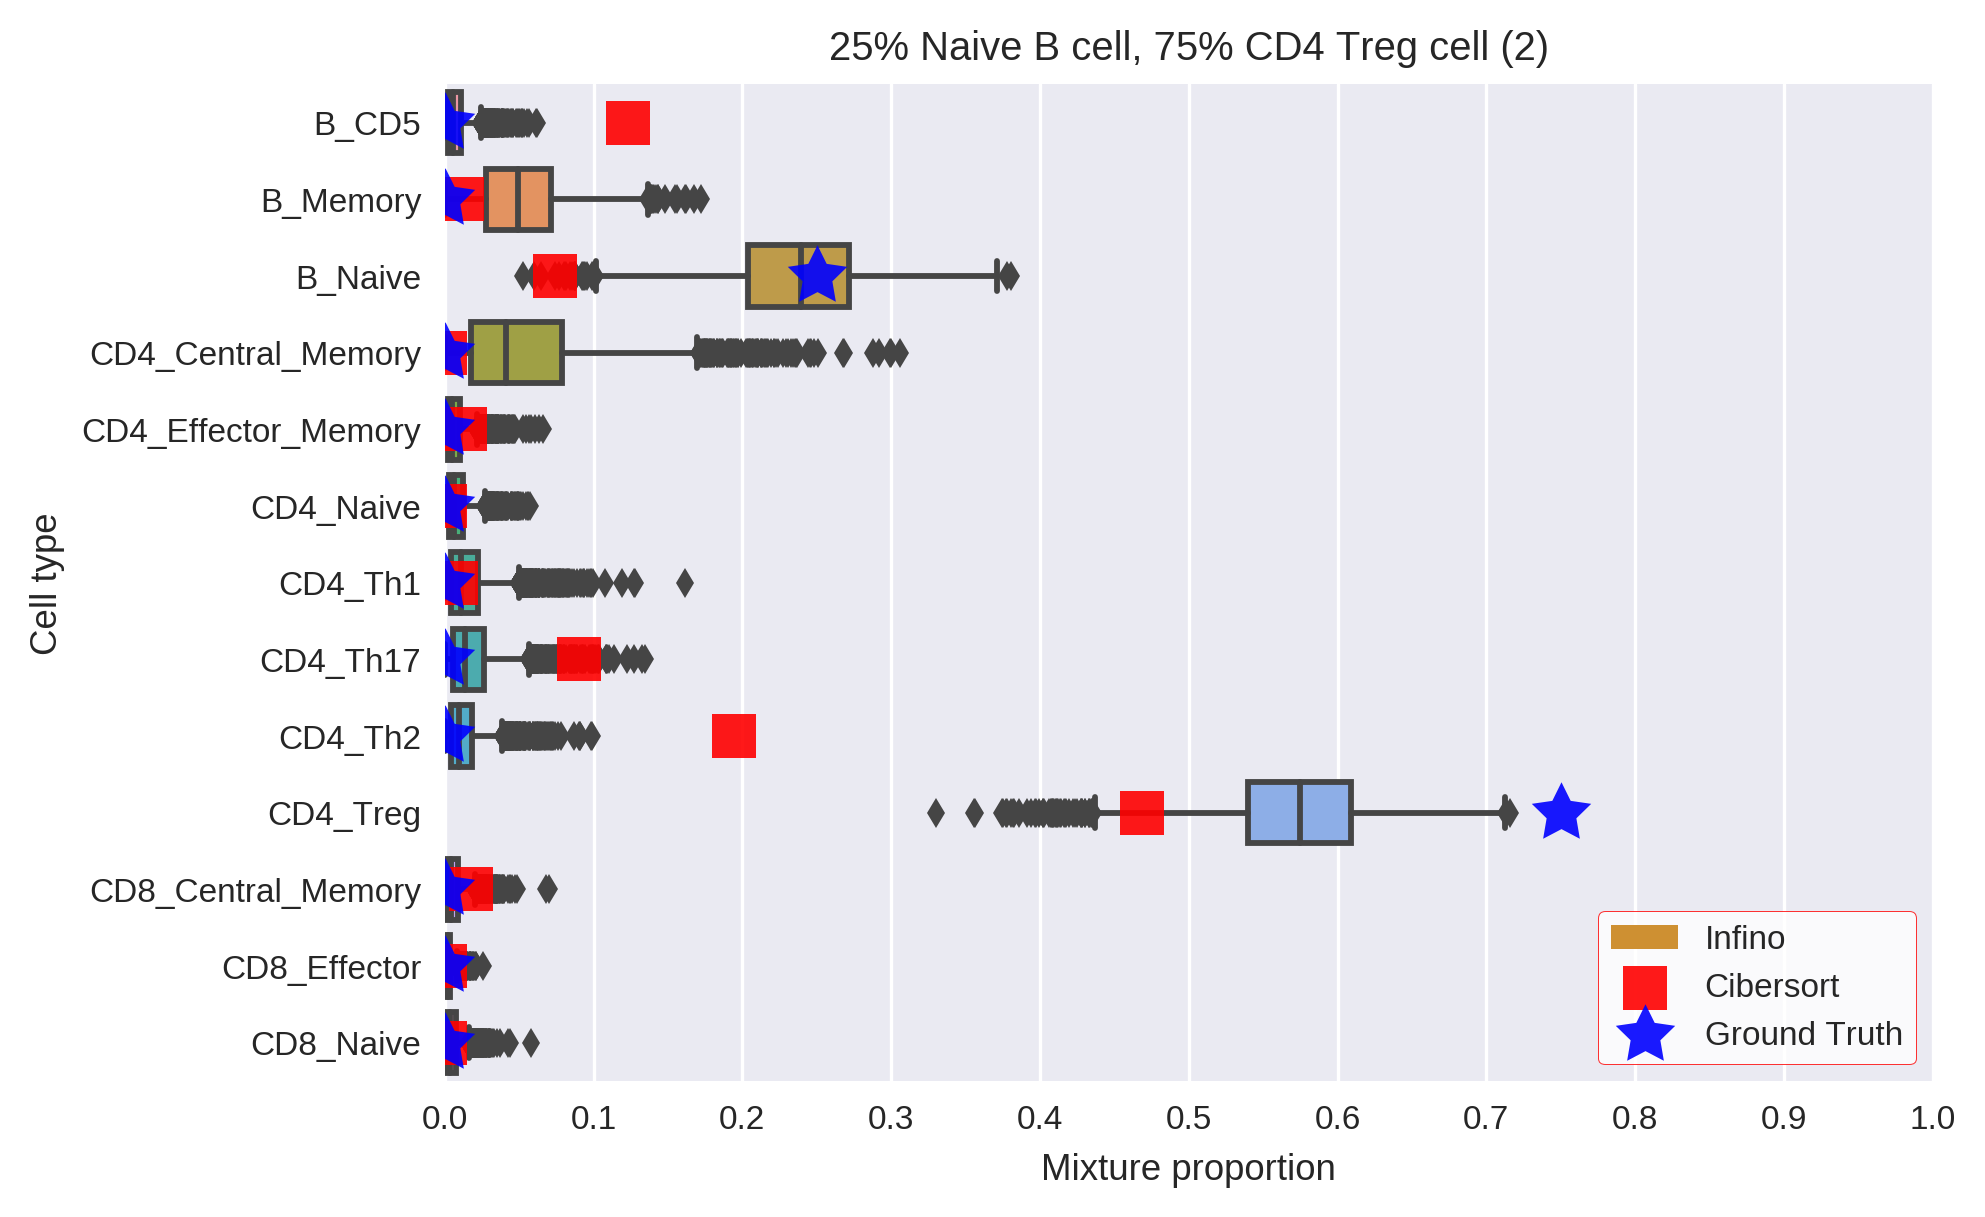 25% Naive B cell, 75% CD4 Treg cell (2)
B_CD5
B_Memory
B_Naive
CD4_Central_Memory
CD4_Effector_Memory
CD4_Naive
CD4_Th1
CD4_Th17
CD4_Th2
CD4_Treg
CD8_Central_Memory
CD8_Effector
CD8_Naive
Cell type
Infino
Cibersort
Ground Truth
0.0 0.1 0.2 0.3 0.4 0.5 0.6 0.7 0.8 0.9 1.0
Mixture proportion